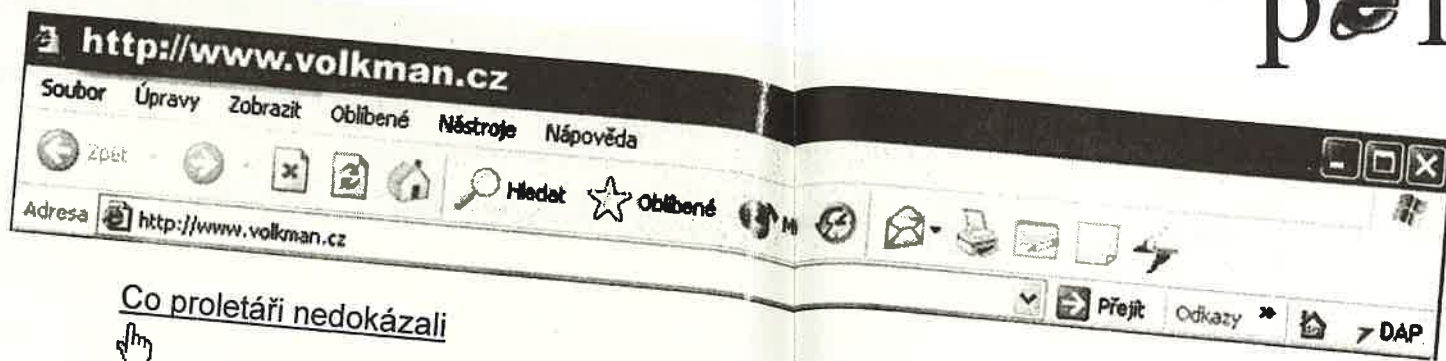 http://www.volkman.cz
Soubor Úpravy Zobrazit Oblíbené Nástroje Nápověda
Zpět Hledat Oblíbené
Adresa http://www.volkman.cz
Přejít Odkazy » DAP
Co proletáři nedokázali